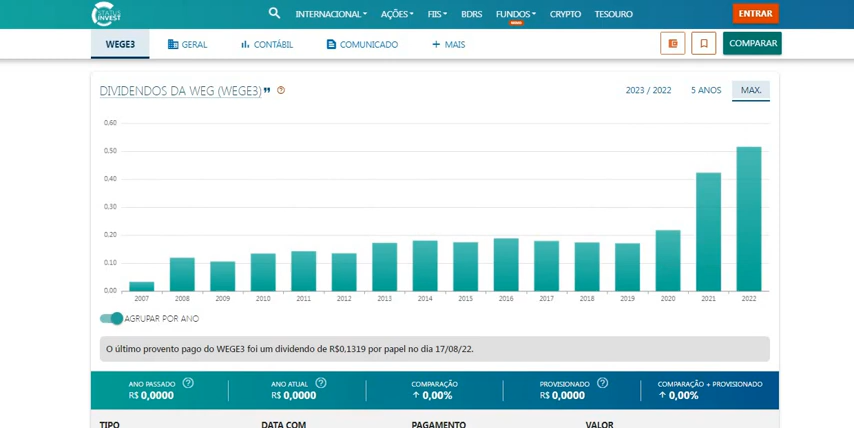 STATUS
INVEST
INTERNACIONAL
AÇÕES
FIIS
BDRS
FUNDOS
CRYPTO
TESOURO
ENTRAR
WEGE3
GERAL
CONTÁBIL
COMUNICADO
+ MAIS
COMPARAR
DIVIDENDOS DA WEG (WEGE3)
2023 / 2022
5 ANOS
MAX.
0.60
0.50
0.40
0.30
0.20
0.10
0.00
2007 2008 2009 2010 2011 2012 2013 2014 2015 2016 2017 2018 2019 2020 2021 2022
AGRUPAR POR ANO
O último provento pago do WEGE3 foi um dividendo de R$0,1319 por papel no dia 17/08/22.
ANO PASSADO
R$ 0,0000
ANO ATUAL
R$ 0,0000
COMPARAÇÃO
0,00%
PROVISIONADO
R$ 0,0000
COMPARAÇÃO + PROVISIONADO
0,00%
TIPO DATA COM PAGAMENTO VALOR